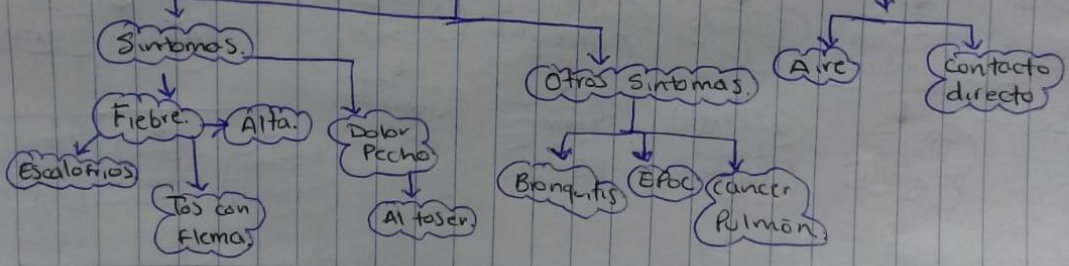 Sintomas.
Otros Sintomas.
Aire
Contacto
directo
Fiebre.
Alta.
Dolor
Pecho
Escalofrios
Tos con
Flema
Al toser.
Bronquitis
EPOC
cancer
Pulmón.